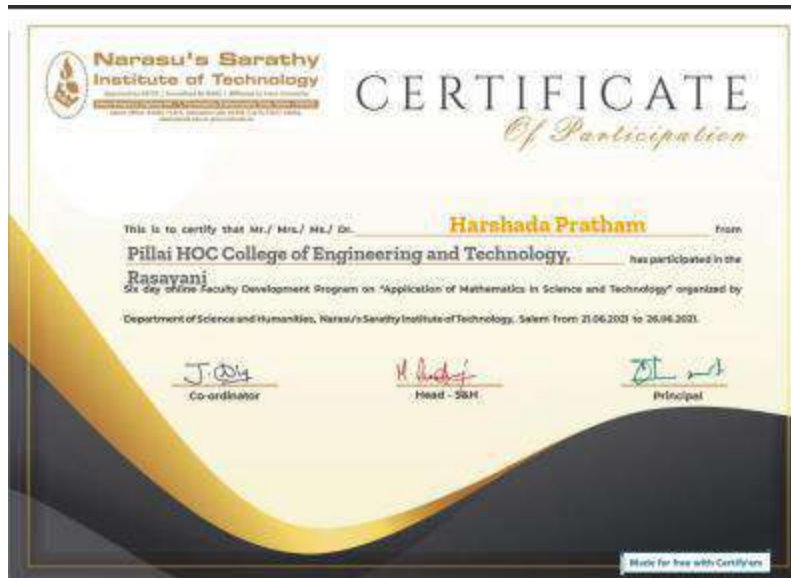 Narasu's Sarathy
Institute of Technology
CERTIFICATE
Of Participation
This is to certify that Mr./ Mrs./ Ms./ Dr. Harshada Pratham from
Pillai HOC College of Engineering and Technology, has participated in the
Rasayani
Six day online Faculty Development Program on "Application of Mathematics in Science and Technology" organized by
Department of Science and Humanities, Narasu's Sarathy Institute of Technology, Salem from 21.06.2021 to 26.06.2021.
Co-ordinator
Head - S&H
Principal
Made for free with Certify'em